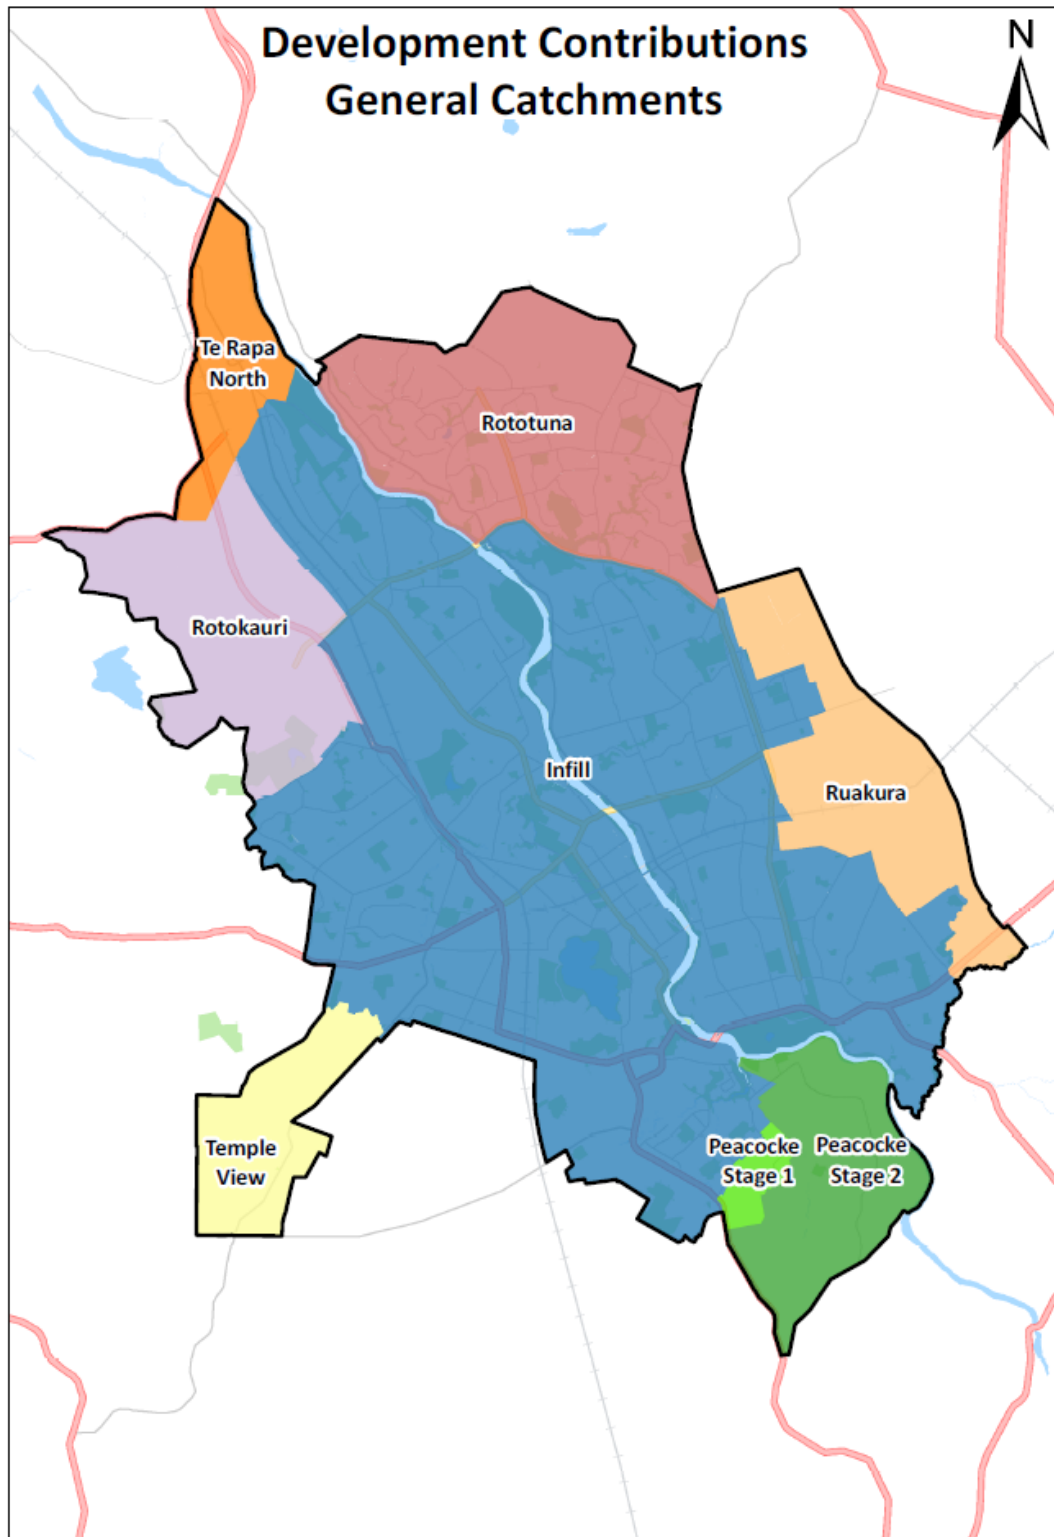 Development Contributions
General Catchments
N
Te Rapa
North
Rototuna
Rotokauri
Infill
Ruakura
Temple
View
Peacocke
Stage 1
Peacocke
Stage 2